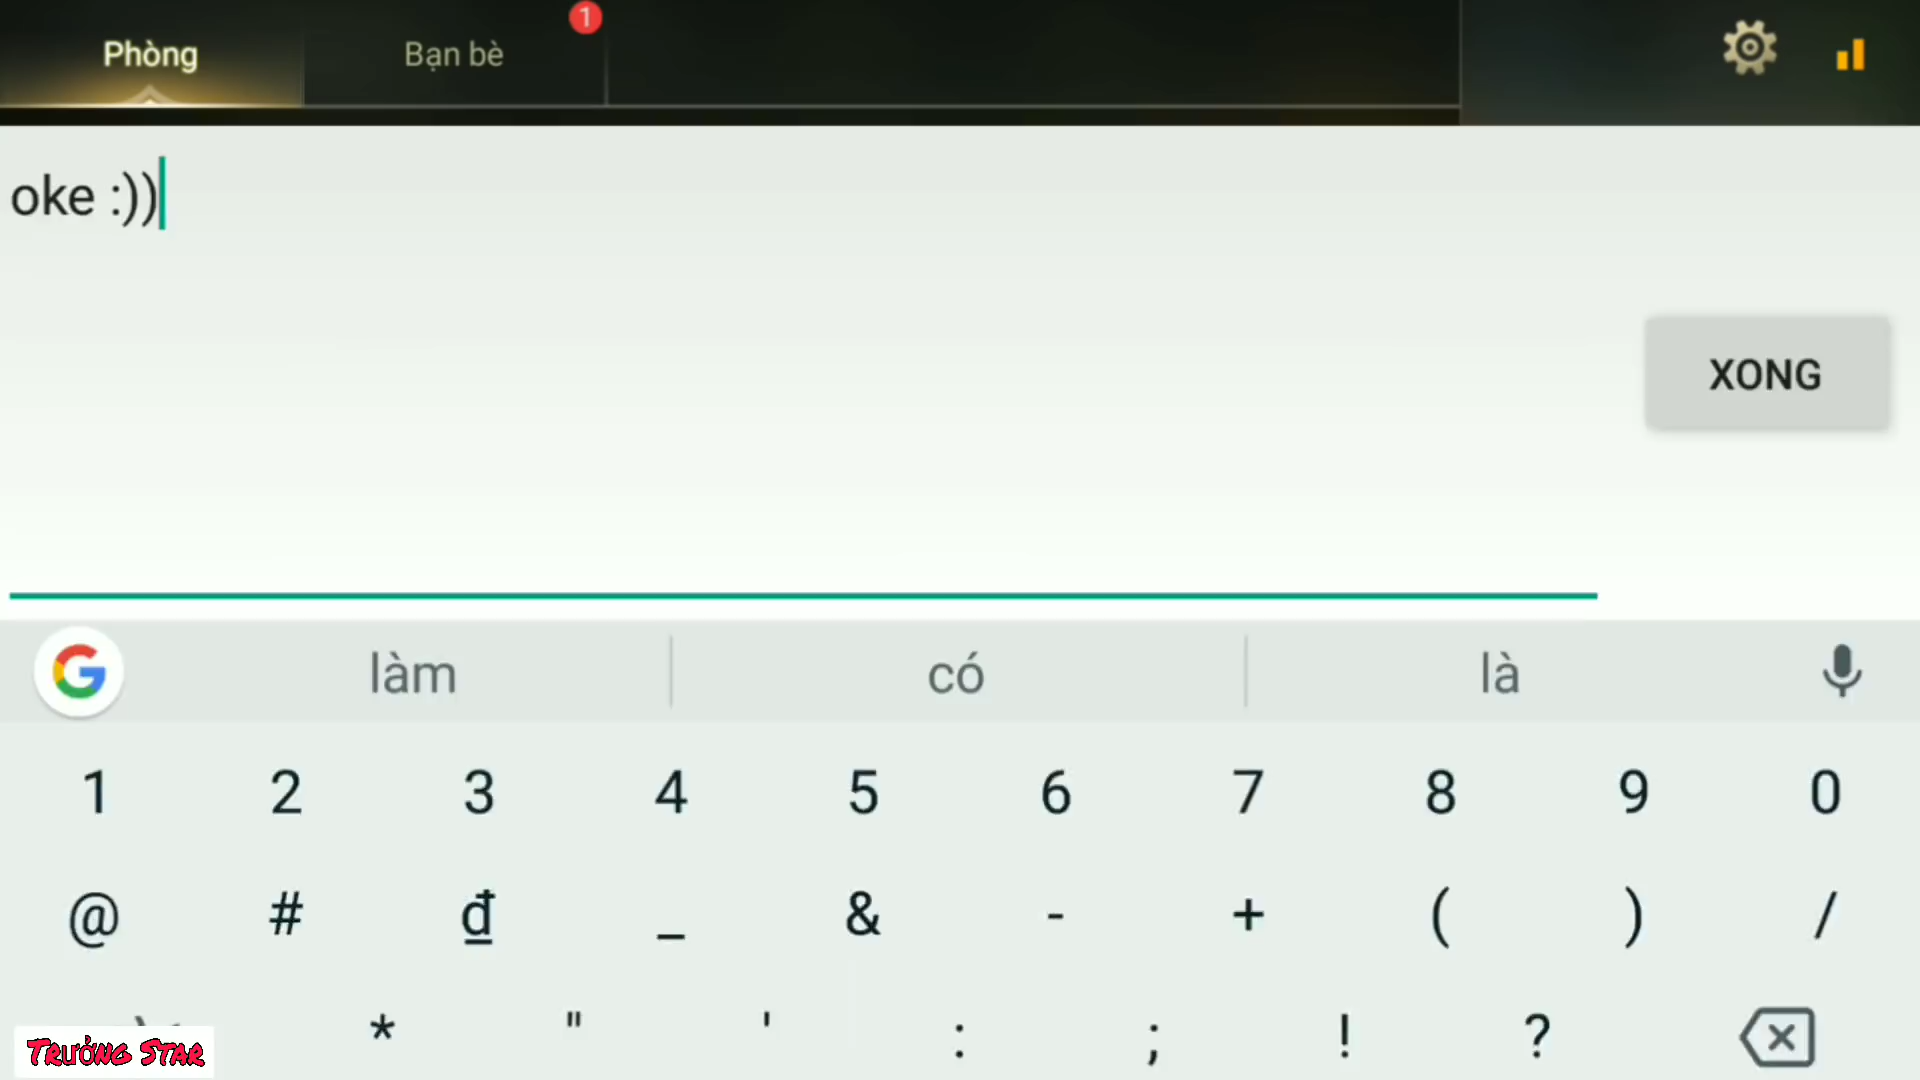 Phòng
Bạn bè
1
oke :))
XONG
làm có là
1 2 3 4 5 6 7 8 9 0
@ # ₫ _ & - + ( ) /
* " ' : ; ! ?
Trưởng Star